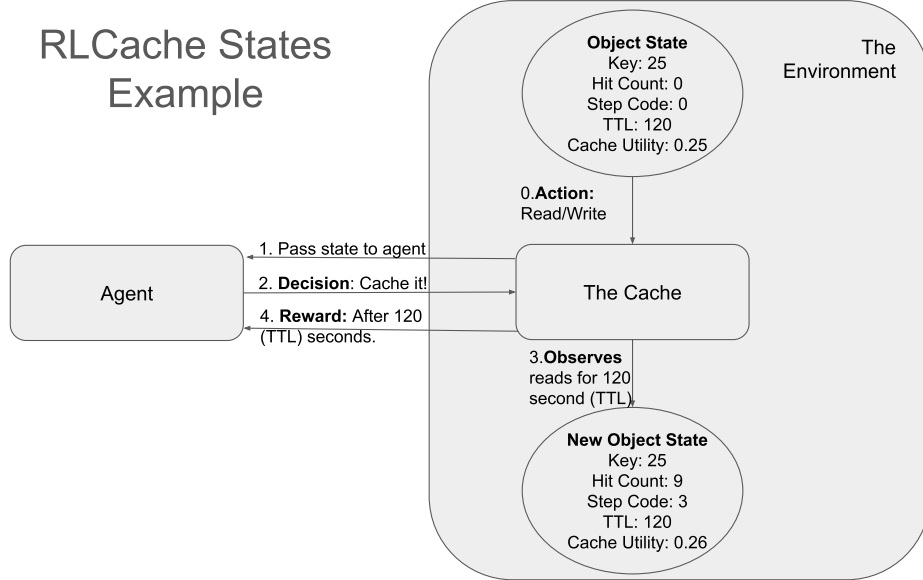 RLCache States
Example
The
Environment
Object State
Key: 25
Hit Count: 0
Step Code: 0
TTL: 120
Cache Utility: 0.25
0.Action:
Read/Write
1. Pass state to agent
2. Decision: Cache it!
4. Reward: After 120
(TTL) seconds.
Agent
The Cache
3.Observes
reads for 120
second (TTL)
New Object State
Key: 25
Hit Count: 9
Step Code: 3
TTL: 120
Cache Utility: 0.26